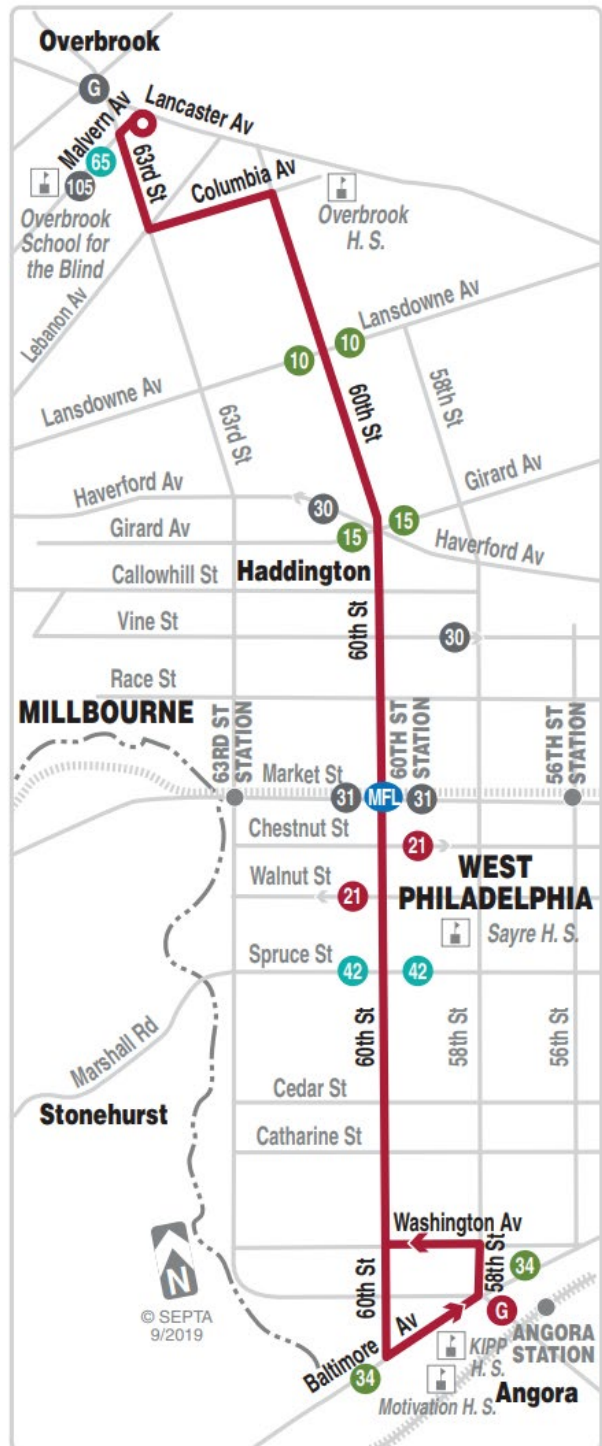 Overbrook
G
Lancaster Av
Malvern Av
65
105
63rd St
Columbia Av
Overbrook
School for
the Blind
Overbrook
H. S.
Lebanon Av
Lansdowne Av
10
10
Lansdowne Av
63rd St
60th St
58th St
Haverford Av
30
Girard Av
Girard Av
15
15
Haverford Av
Haddington
Callowhill St
60th St
Vine St
30
Race St
MILLBOURNE
63RD ST
STATION
60TH ST
STATION
56TH ST
STATION
Market St
31
MFL
31
Chestnut St
21
WEST
PHILADELPHIA
Walnut St
21
Sayre H. S.
Spruce St
42
42
60th St
58th St
56th St
Marshall Rd
Cedar St
Stonehurst
Catharine St
Washington Av
58th St
34
N
60th St
© SEPTA
9/2019
G
ANGORA
STATION
Baltimore Av
KIPP
H. S.
34
Motivation H. S.
Angora